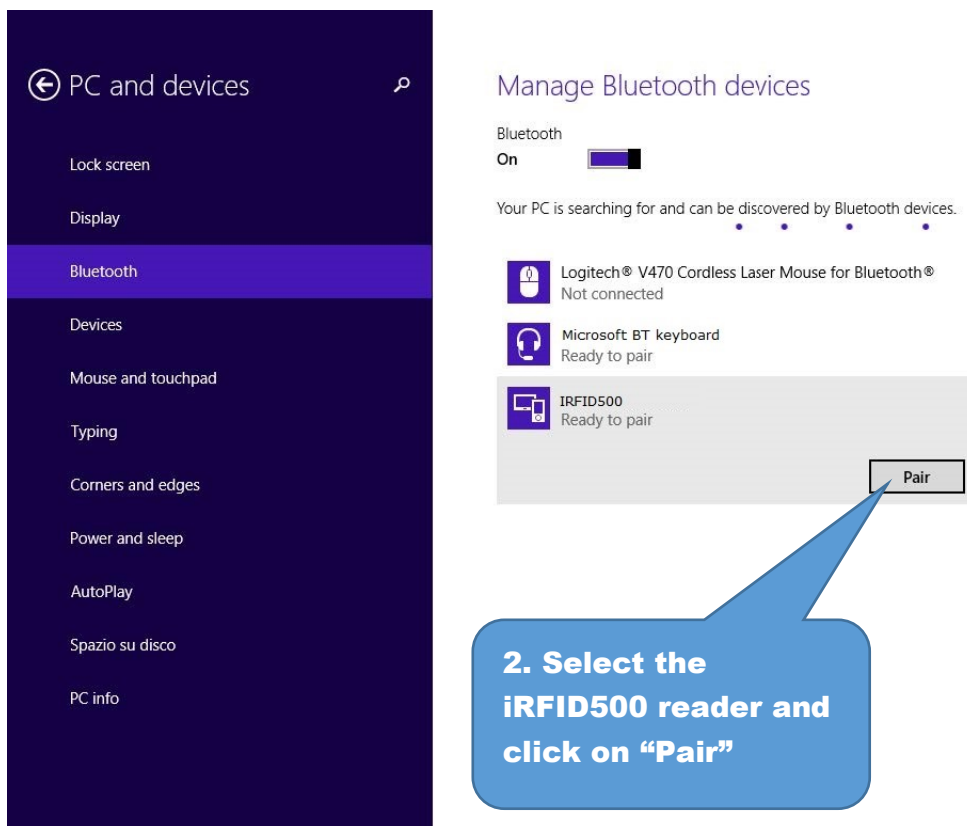 PC and devices
Lock screen
Display
Bluetooth
Devices
Mouse and touchpad
Typing
Corners and edges
Power and sleep
AutoPlay
Spazio su disco
PC info
Manage Bluetooth devices
Bluetooth
On
Your PC is searching for and can be discovered by Bluetooth devices.
Logitech® V470 Cordless Laser Mouse for Bluetooth®
Not connected
Microsoft BT keyboard
Ready to pair
IRFID500
Ready to pair
Pair
2. Select the
iRFID500 reader and
click on “Pair”